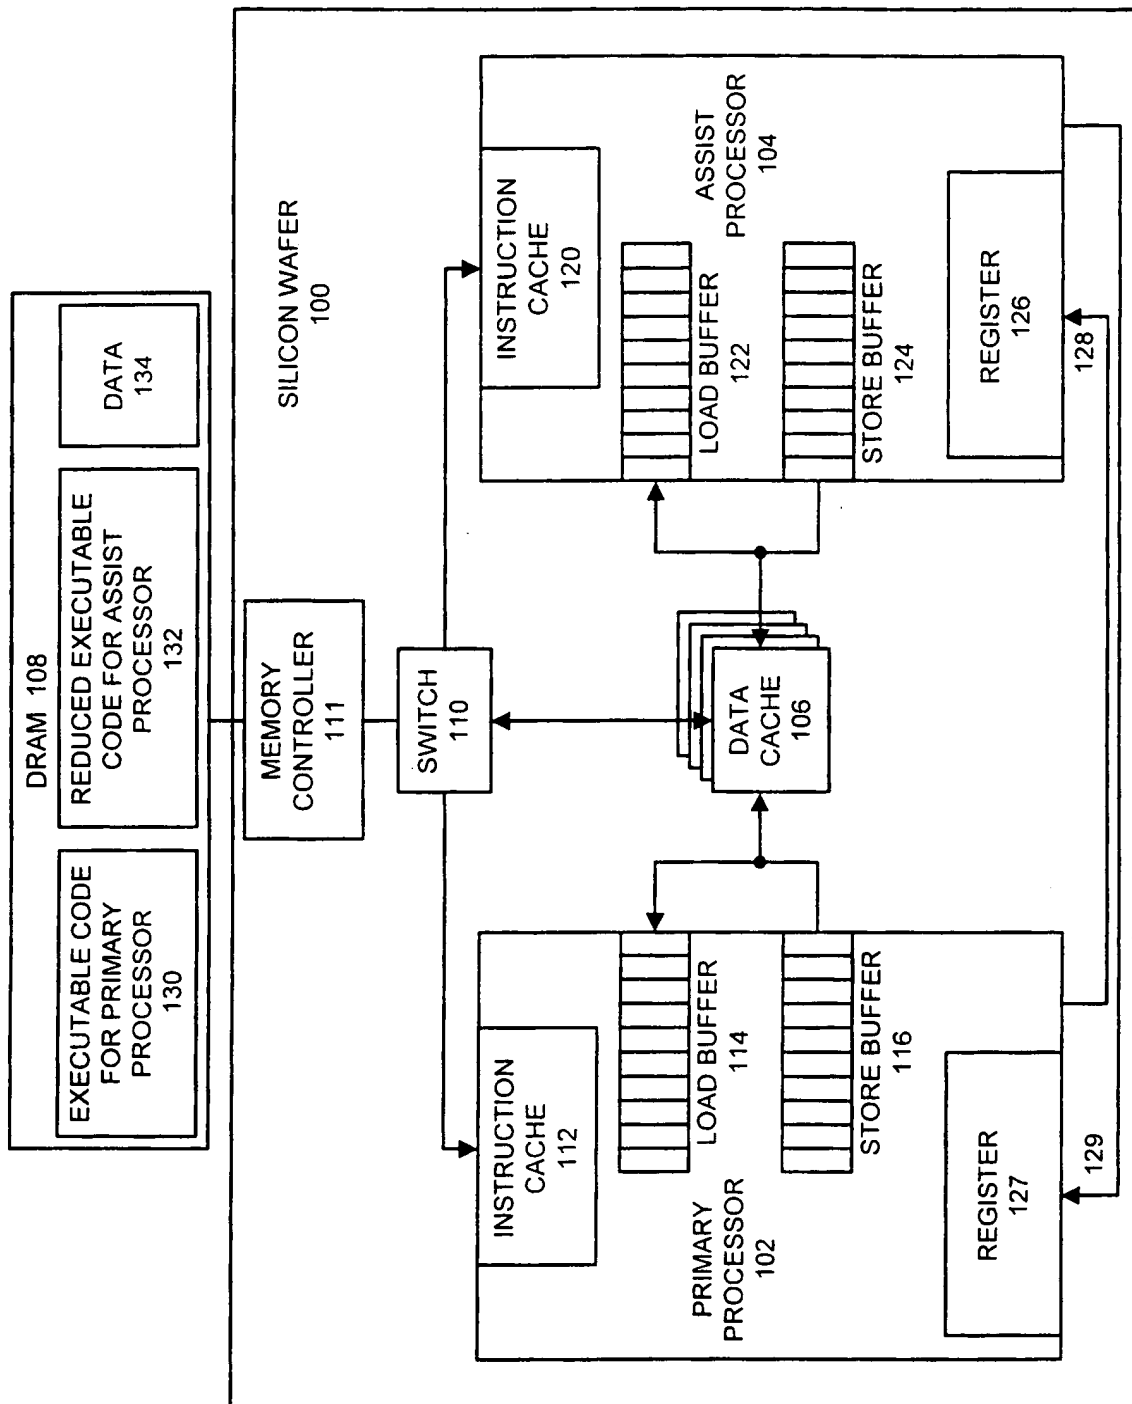 DRAM 108
EXECUTABLE CODE
FOR PRIMARY
PROCESSOR
130
REDUCED EXECUTABLE
CODE FOR ASSIST
PROCESSOR
132
DATA
134
SILICON WAFER
100
MEMORY
CONTROLLER
111
SWITCH
110
INSTRUCTION
CACHE
112
LOAD BUFFER
114
PRIMARY
PROCESSOR
102
STORE BUFFER
116
REGISTER
127
129
DATA
CACHE
106
INSTRUCTION
CACHE
120
LOAD BUFFER
122
ASSIST
PROCESSOR
104
STORE BUFFER
124
REGISTER
126
128